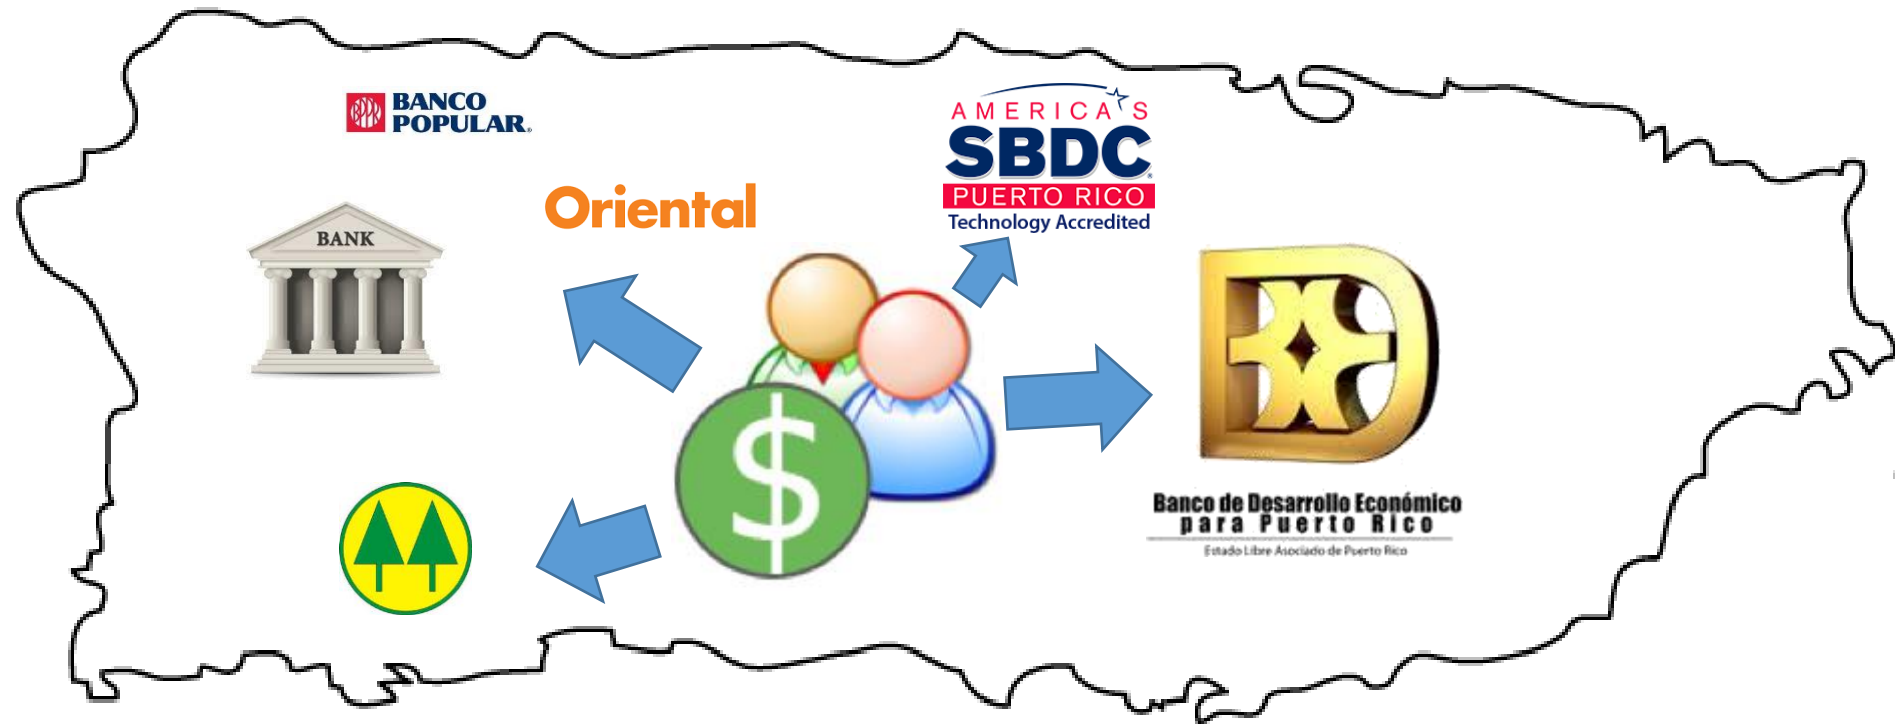 BANCO
POPULAR®
Oriental
BANK
AMERICA'S
SBDC
PUERTO RICO
Technology Accredited
$
Banco de Desarrollo Económico
para Puerto Rico
Estado Libre Asociado de Puerto Rico